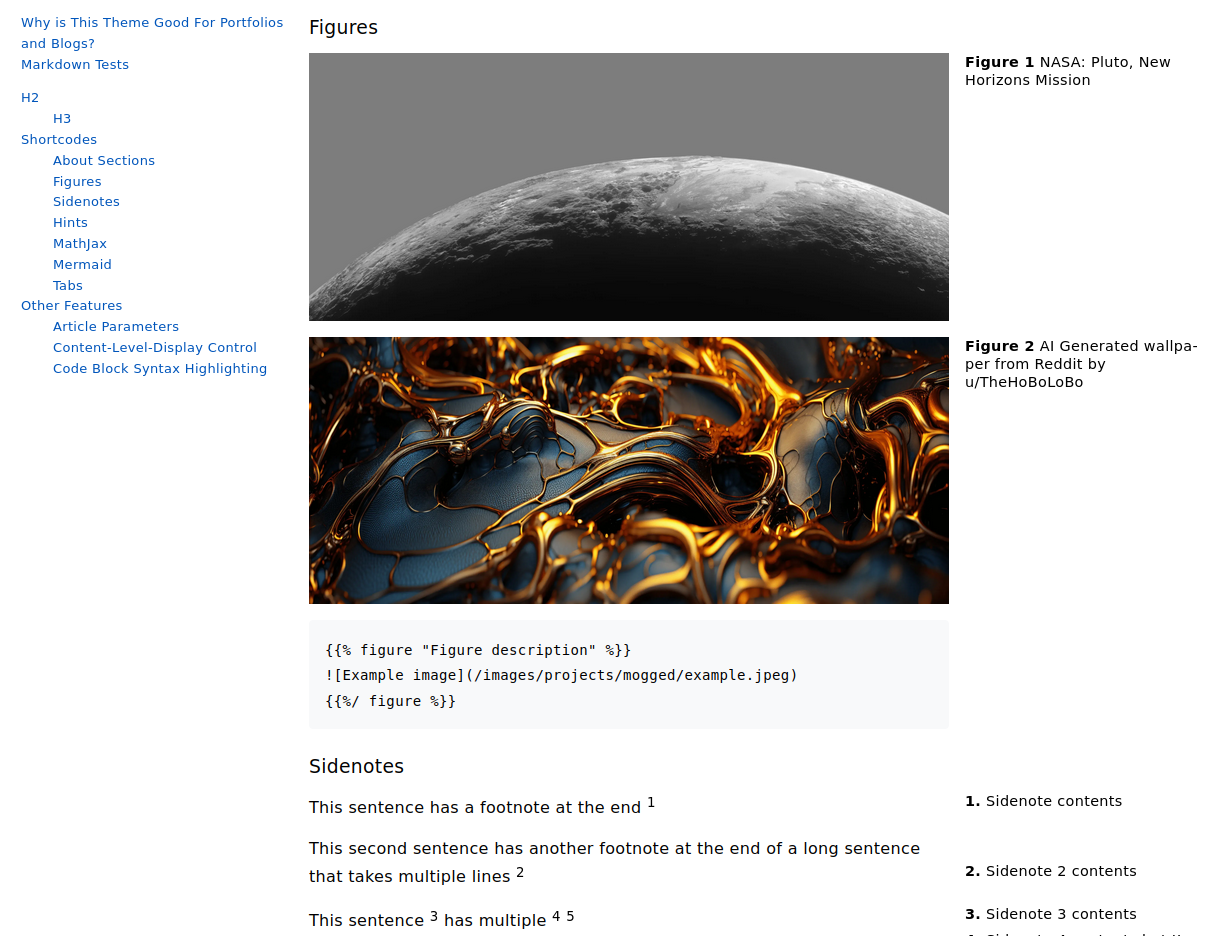 Why is This Theme Good For Portfolios
and Blogs?
Markdown Tests
H2
H3
Shortcodes
About Sections
Figures
Sidenotes
Hints
MathJax
Mermaid
Tabs
Other Features
Article Parameters
Content-Level-Display Control
Code Block Syntax Highlighting
Figures
Figure 1 NASA: Pluto, New
Horizons Mission
Figure 2 AI Generated wallpa-
per from Reddit by
u/TheHoBoLoBo
{{% figure "Figure description" %}}
![Example image](/images/projects/mogged/example.jpeg)
{{%/ figure %}}
Sidenotes
This sentence has a footnote at the end 1
1. Sidenote contents
This second sentence has another footnote at the end of a long sentence
that takes multiple lines 2
2. Sidenote 2 contents
This sentence 3 has multiple 4 5
3. Sidenote 3 contents